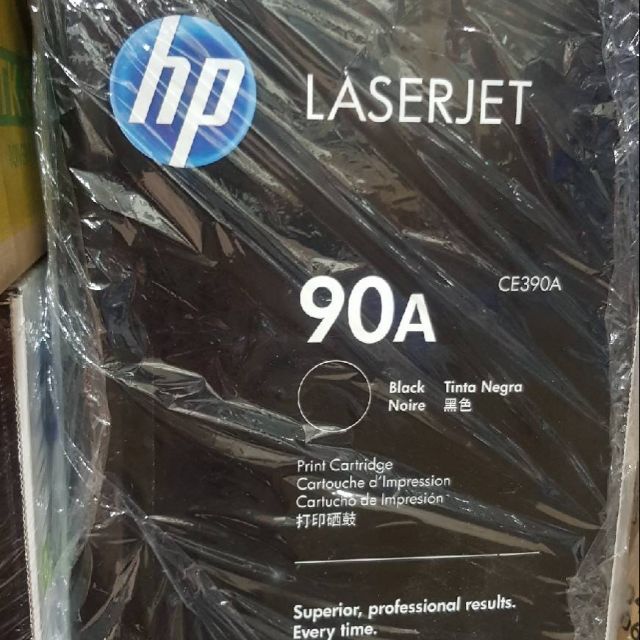 hp
LASERJET
90A
CE390A
Black Tinta Negra
Noire 黑色
Print Cartridge
Cartouche d'Impression
Cartucho de Impresión
打印硒鼓
Superior, professional results.
Every time.